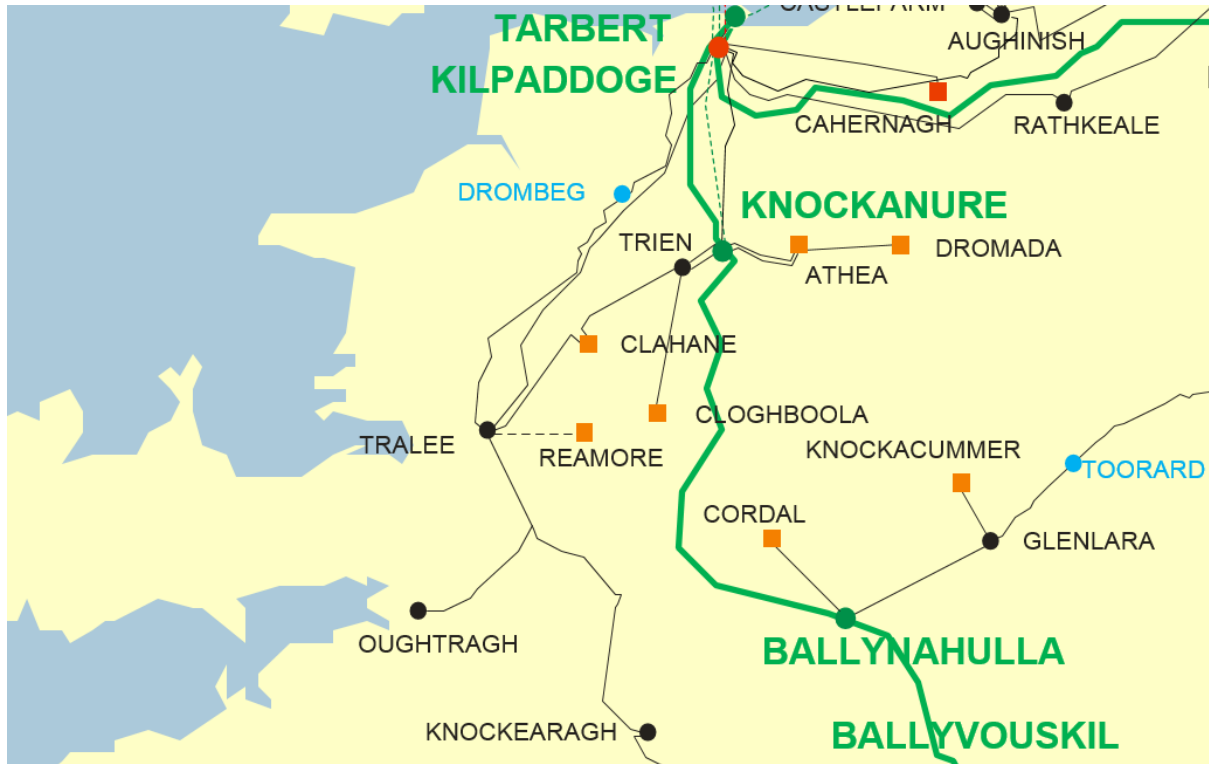 CASTLEFARM
TARBERT
AUGHINISH
KILPADDOGE
CAHERNAGH
RATHKEALE
DROMBEG
KNOCKANURE
TRIEN
DROMADA
ATHEA
CLAHANE
CLOGHBOOLA
TRALEE
REAMORE
KNOCKACUMMER
TOORARD
CORDAL
GLENLARA
OUGHTRAGH
BALLYNAHULLA
KNOCKEARAGH
BALLYVOUSKIL